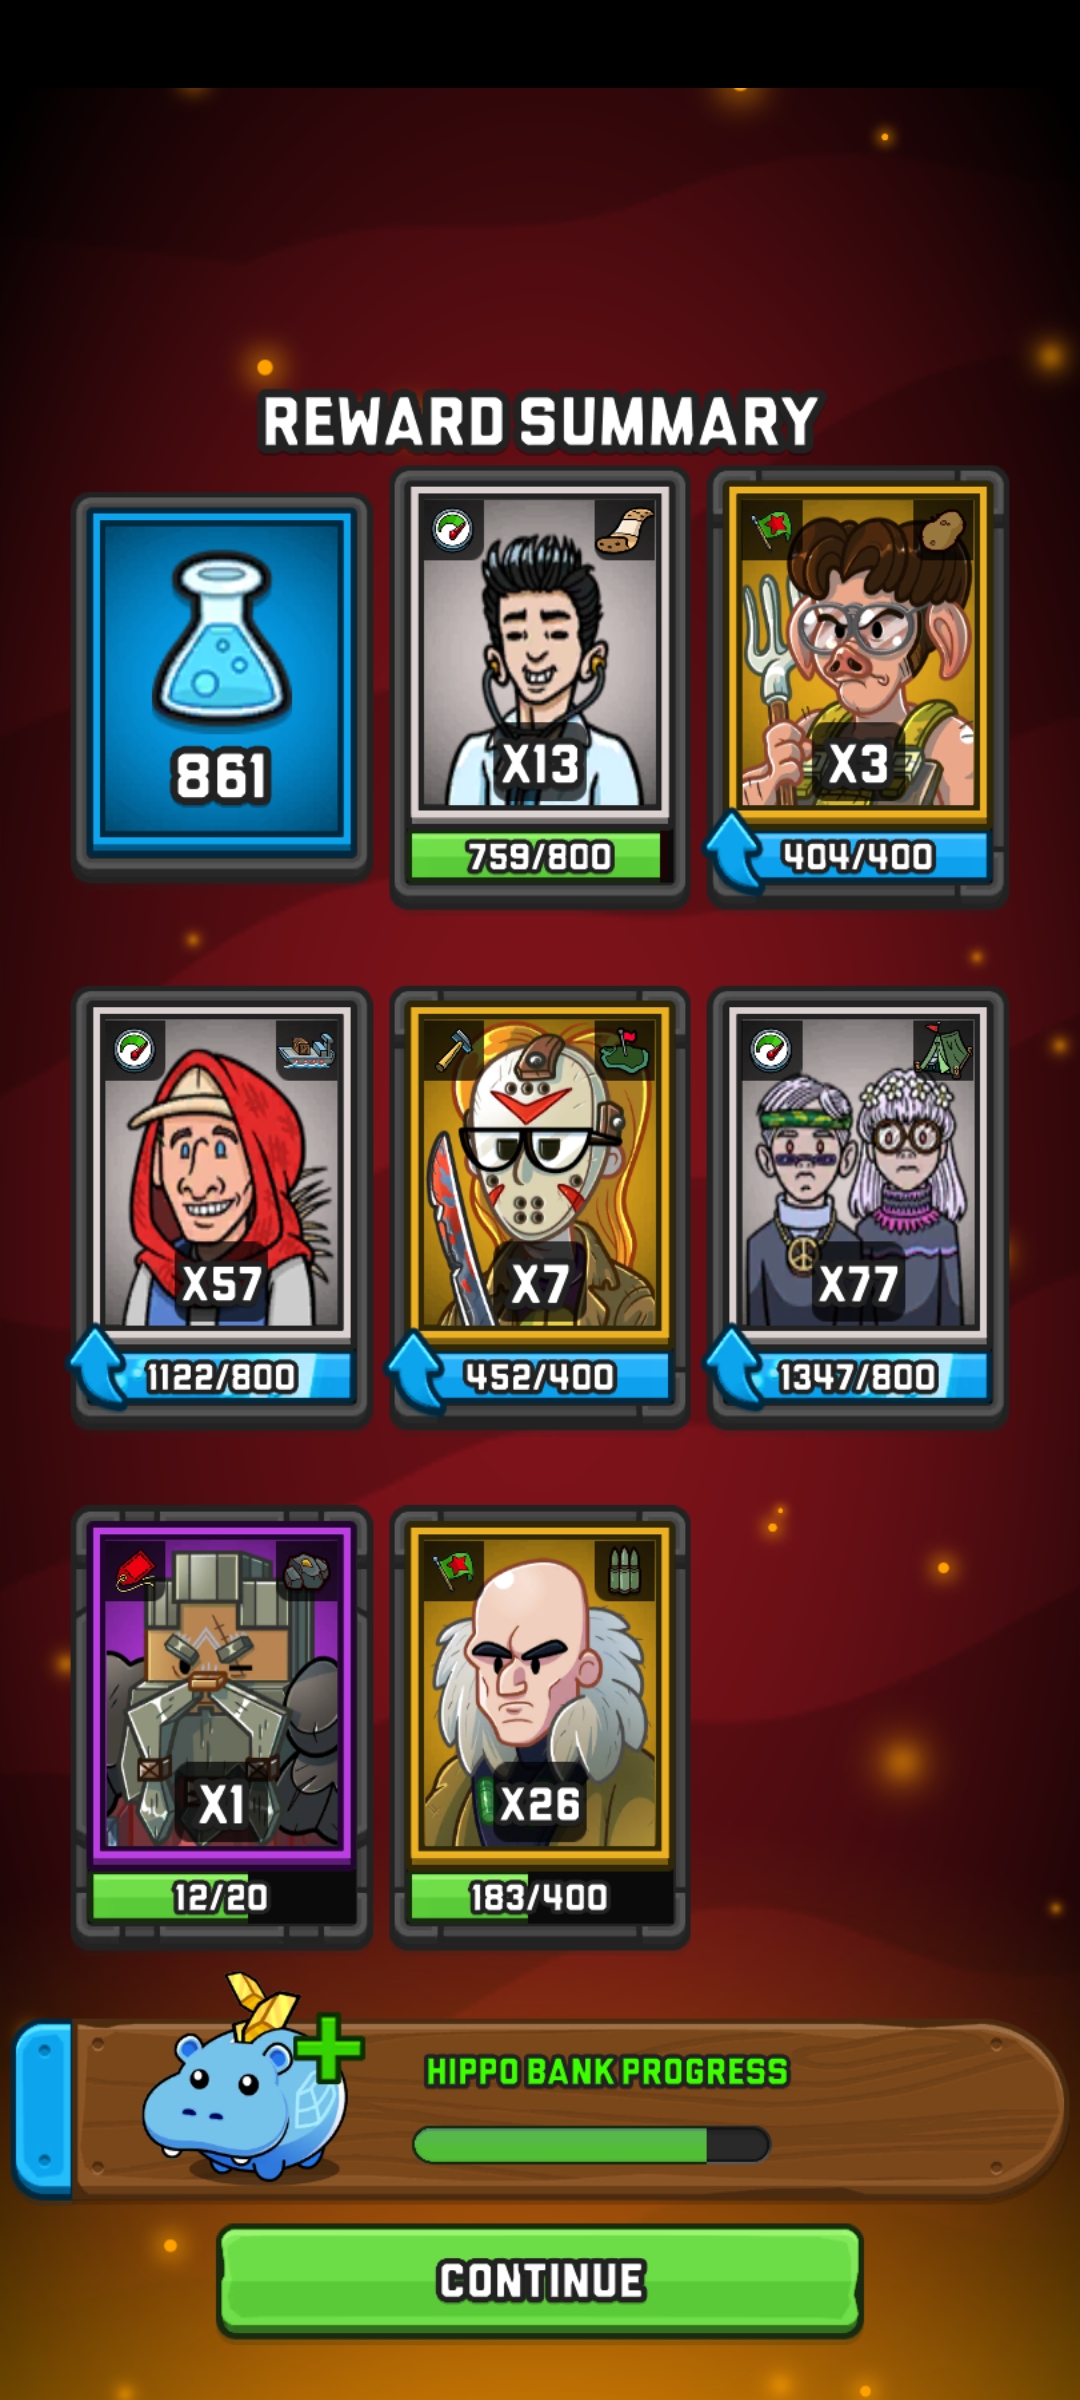 REWARD SUMMARY
861
X13
759/800
X3
404/400
X57
1122/800
X7
452/400
X77
1347/800
X1
12/20
X26
183/400
HIPPO BANK PROGRESS
CONTINUE